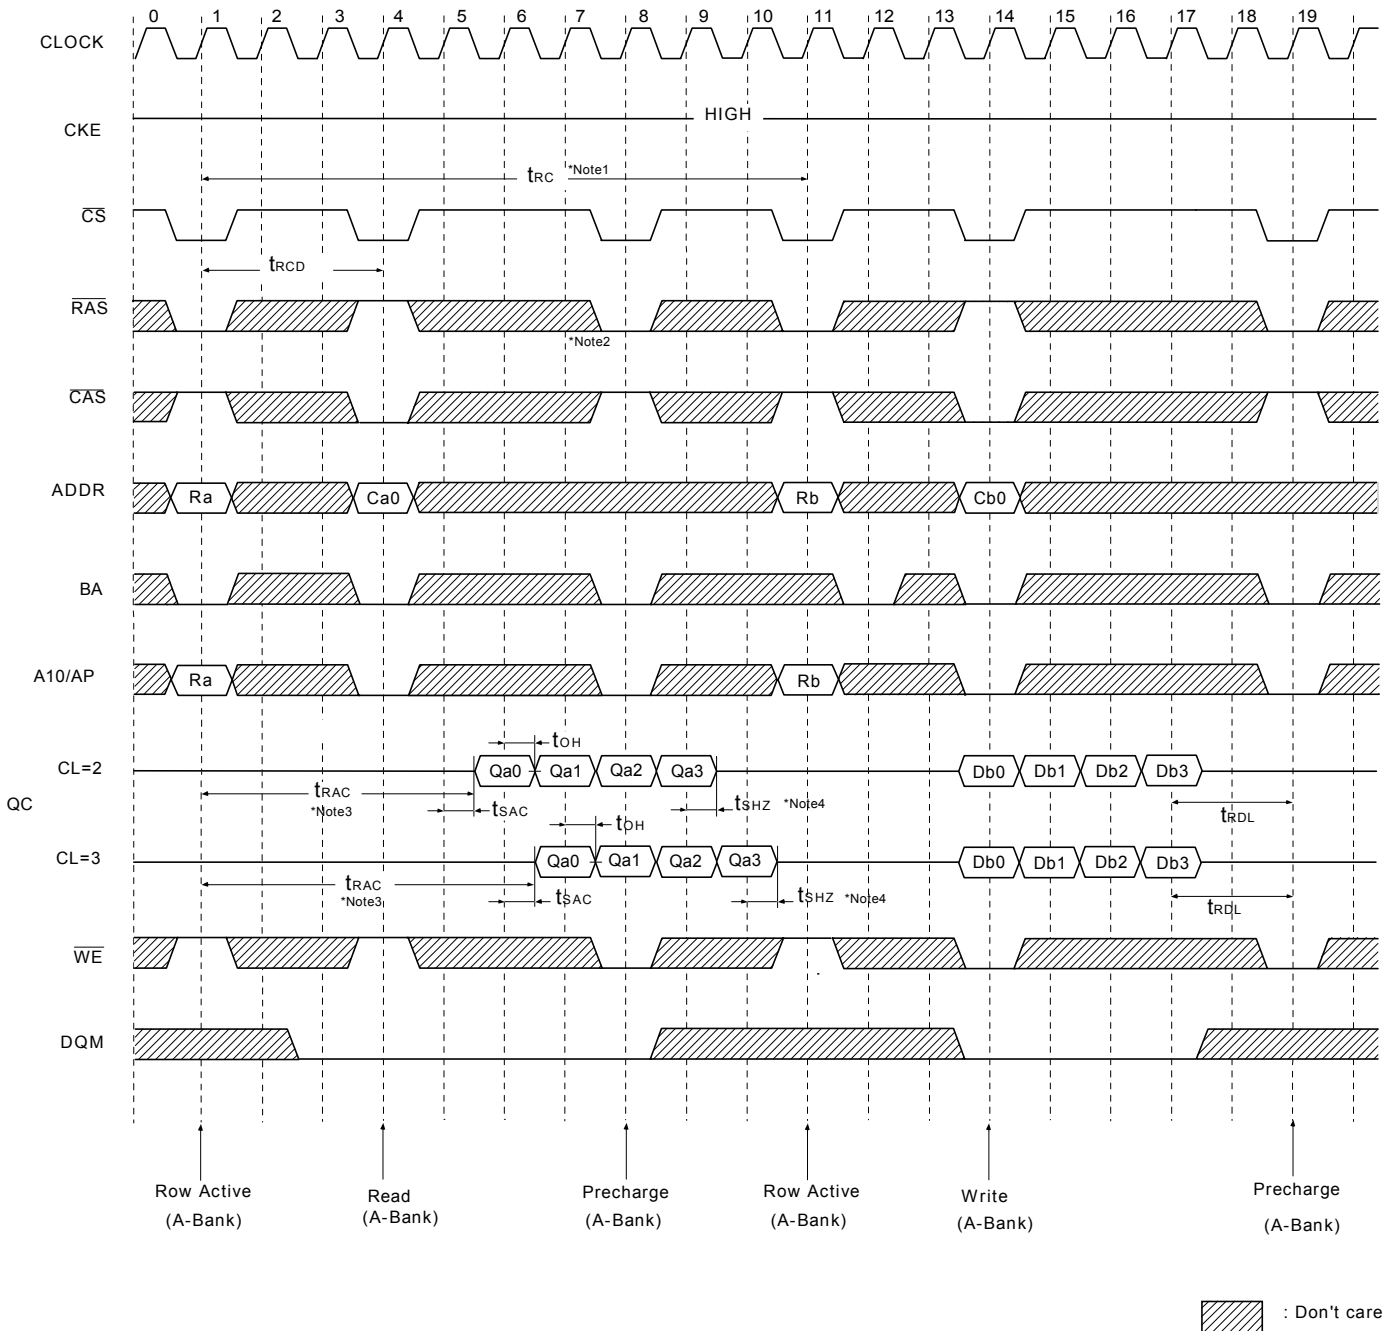 0 1 2 3 4 5 6 7 8 9 10 11 12 13 14 15 16 17 18 19
CLOCK
CKE HIGH
tRC *Note1
CS
tRCD
RAS
*Note2
CAS
ADDR Ra Ca0 Rb Cb0
BA
A10/AP Ra Rb
tOH
CL=2 Qa0 Qa1 Qa2 Qa3 Db0 Db1 Db2 Db3
QC
tRAC *Note3 tSAC tSHZ *Note4 tRDL
tOH
CL=3 Qa0 Qa1 Qa2 Qa3 Db0 Db1 Db2 Db3
tRAC *Note3 tSAC tSHZ *Note4 tRDL
WE
DQM
Row Active
(A-Bank)
Read
(A-Bank)
Precharge
(A-Bank)
Row Active
(A-Bank)
Write
(A-Bank)
Precharge
(A-Bank)
: Don't care